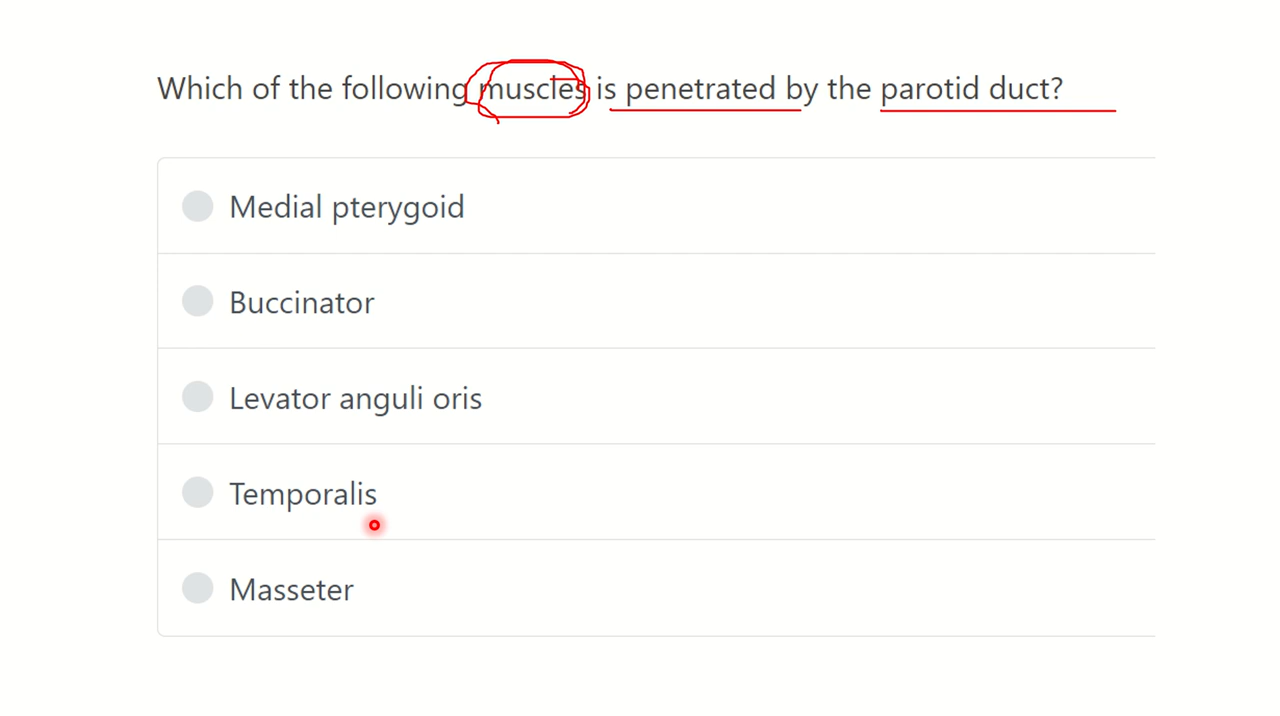 Which of the following muscles is penetrated by the parotid duct?
Medial pterygoid
Buccinator
Levator anguli oris
Temporalis
Masseter